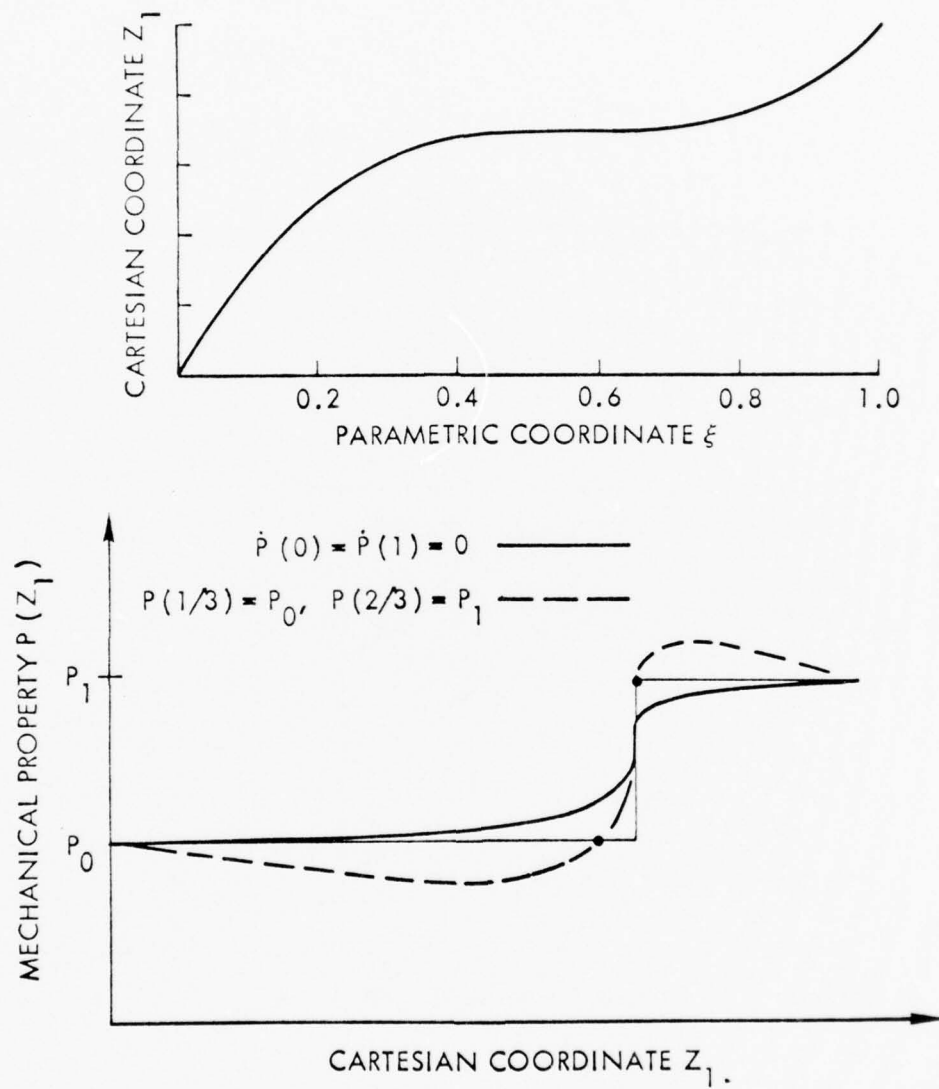 CARTESIAN COORDINATE Z₁
0.2 0.4 0.6 0.8 1.0
PARAMETRIC COORDINATE ξ
Ṗ (0) = Ṗ (1) = 0
P (1/3) = P₀, P (2/3) = P₁
MECHANICAL PROPERTY P (Z₁)
P₁
P₀
CARTESIAN COORDINATE Z₁.